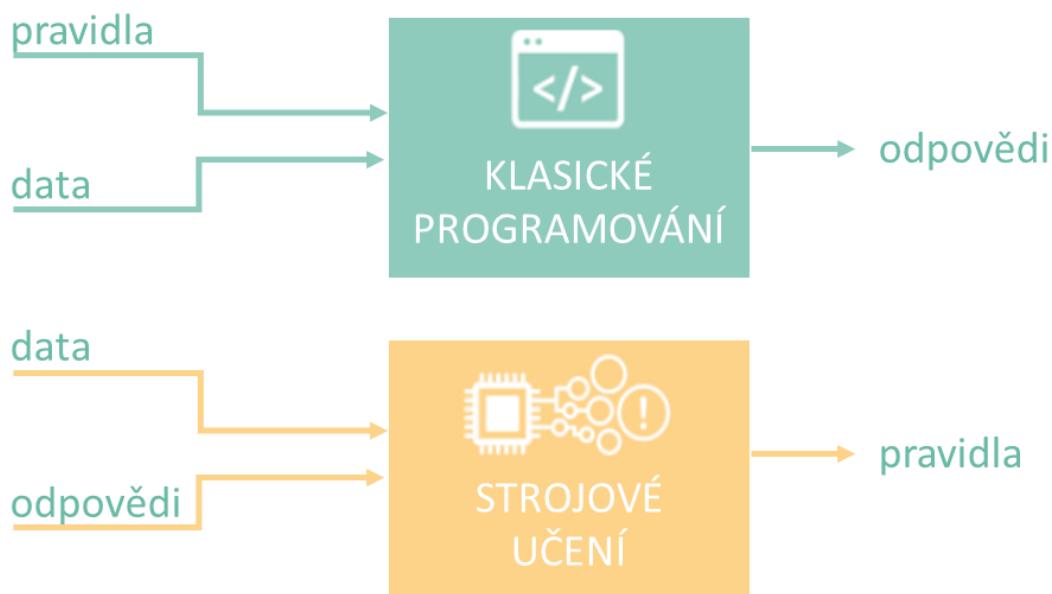 pravidla
data
</>
KLASICKÉ
PROGRAMOVÁNÍ
odpovědi
data
odpovědi
!
STROJOVÉ
UČENÍ
pravidla